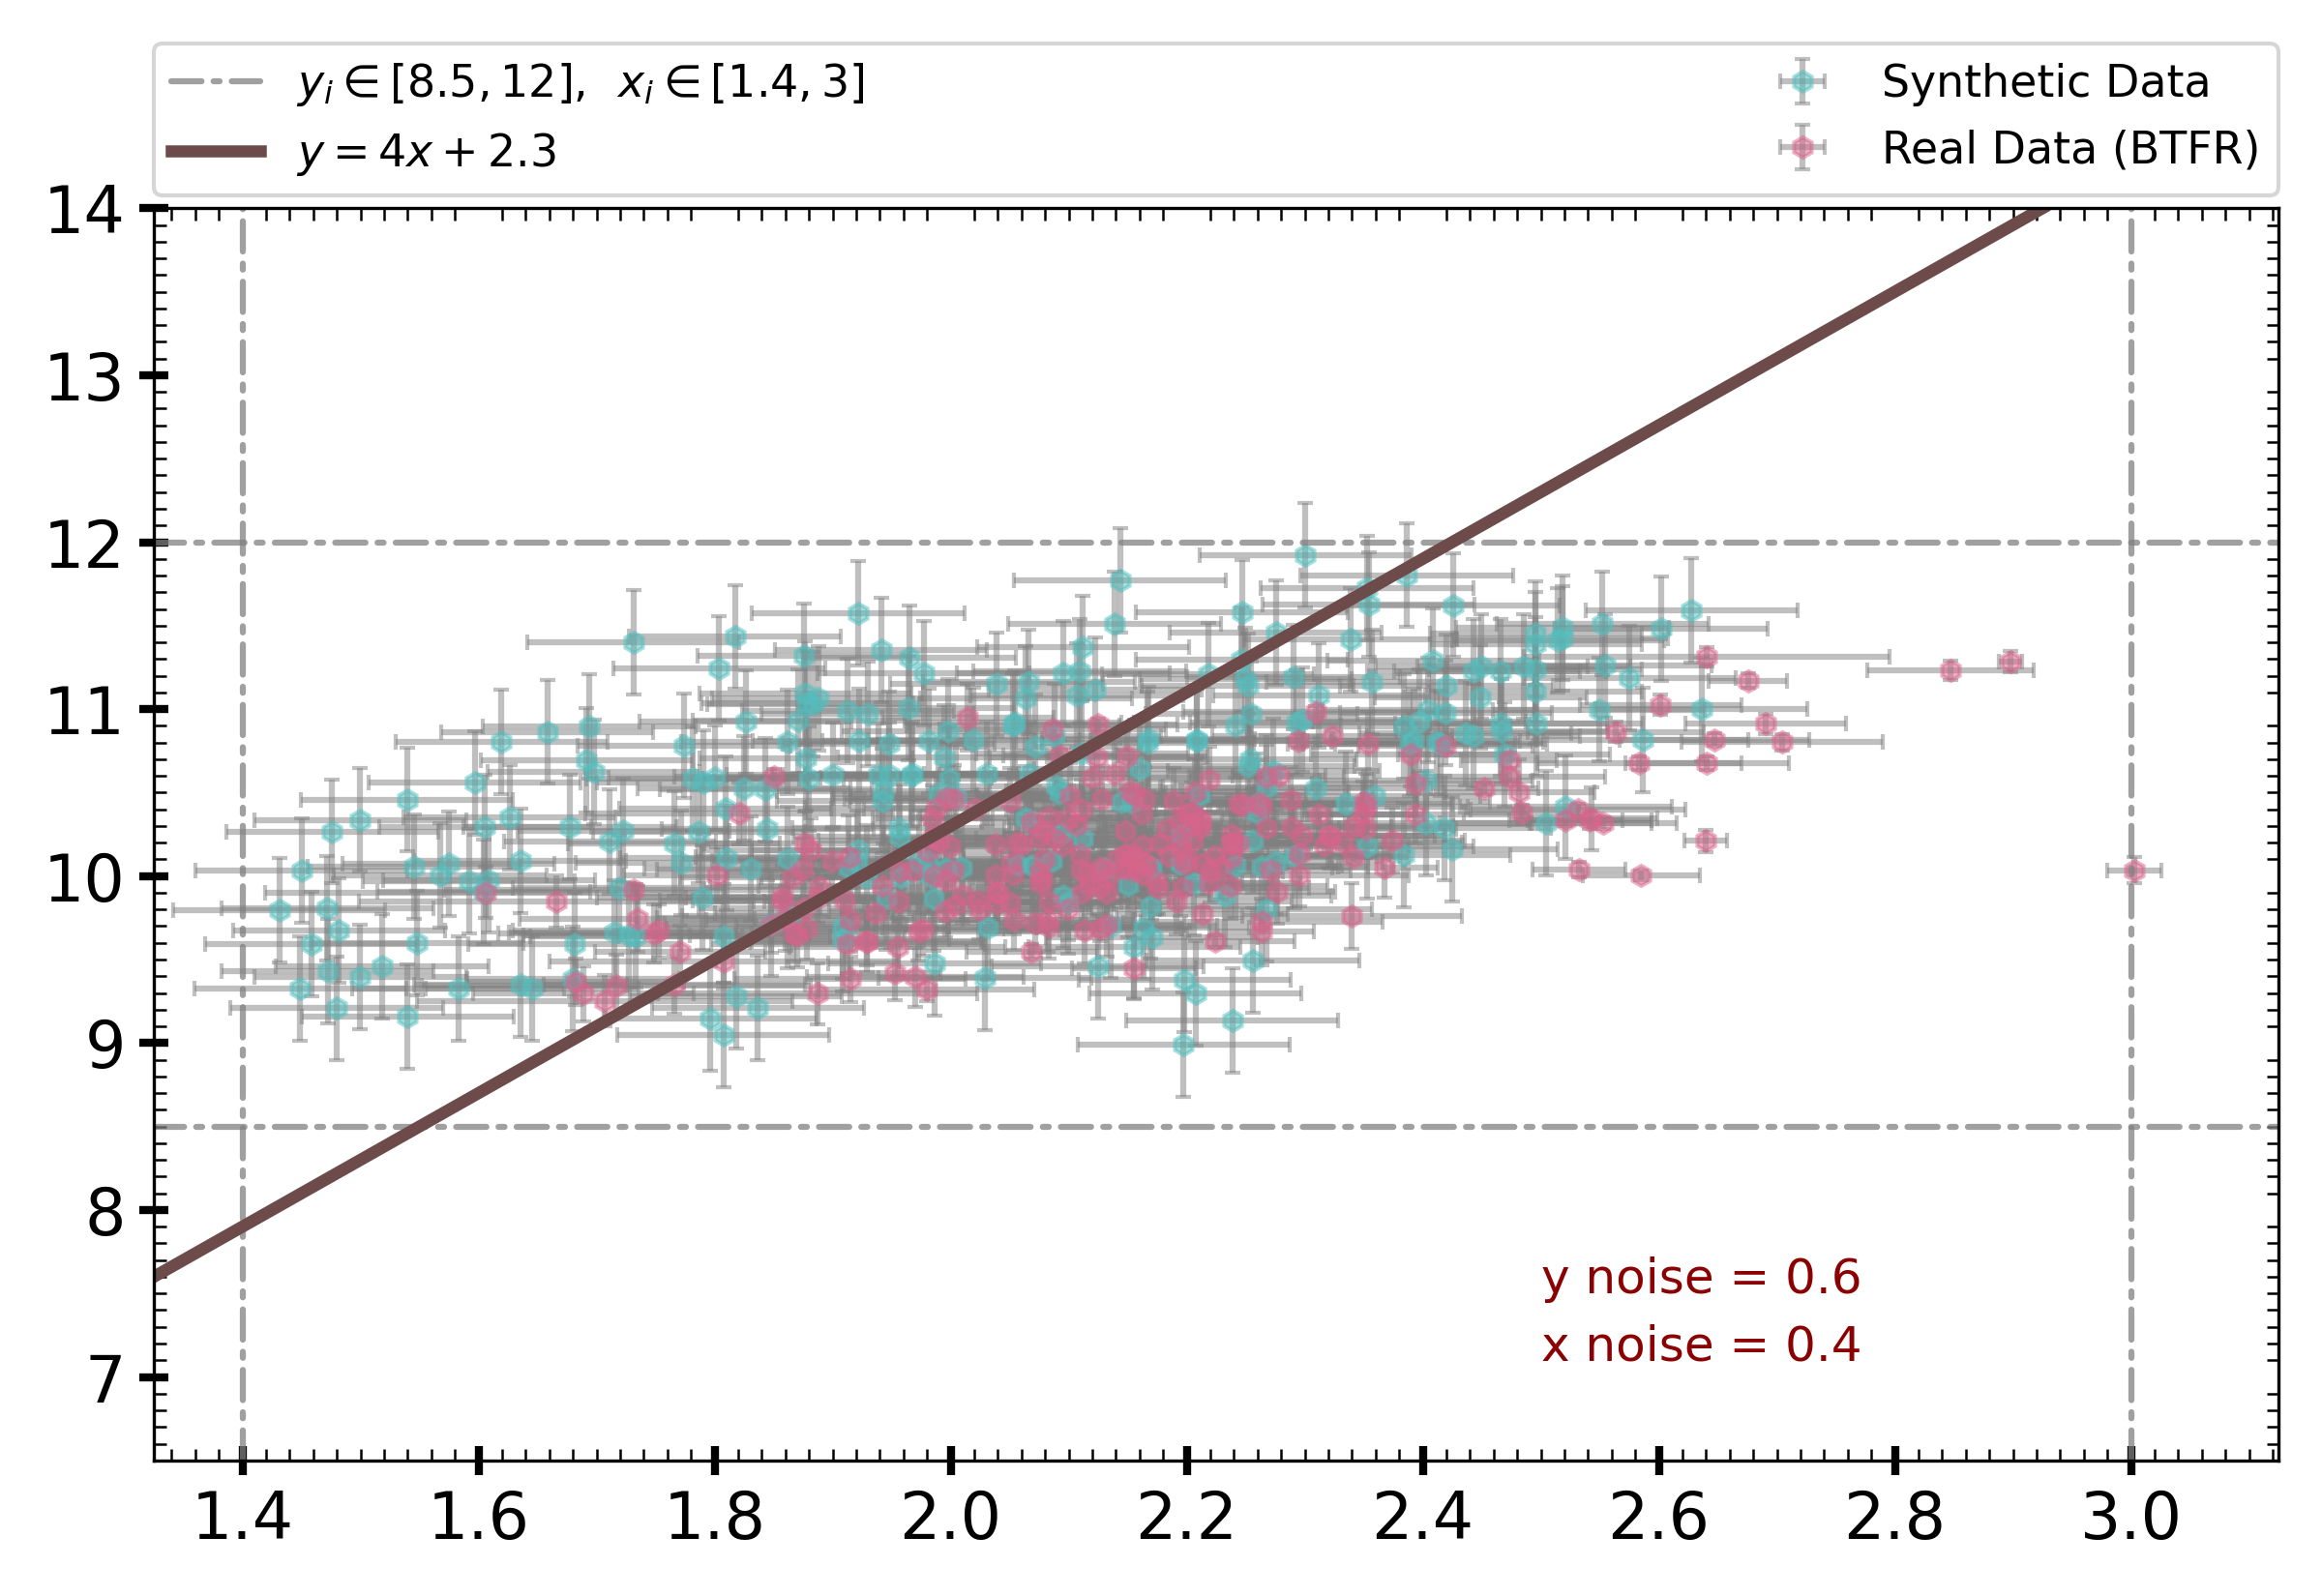 y_i ∈ [8.5, 12], x_i ∈ [1.4, 3]
y = 4x + 2.3
Synthetic Data
Real Data (BTFR)
14
13
12
11
10
9
8
7
y noise = 0.6
x noise = 0.4
1.4 1.6 1.8 2.0 2.2 2.4 2.6 2.8 3.0